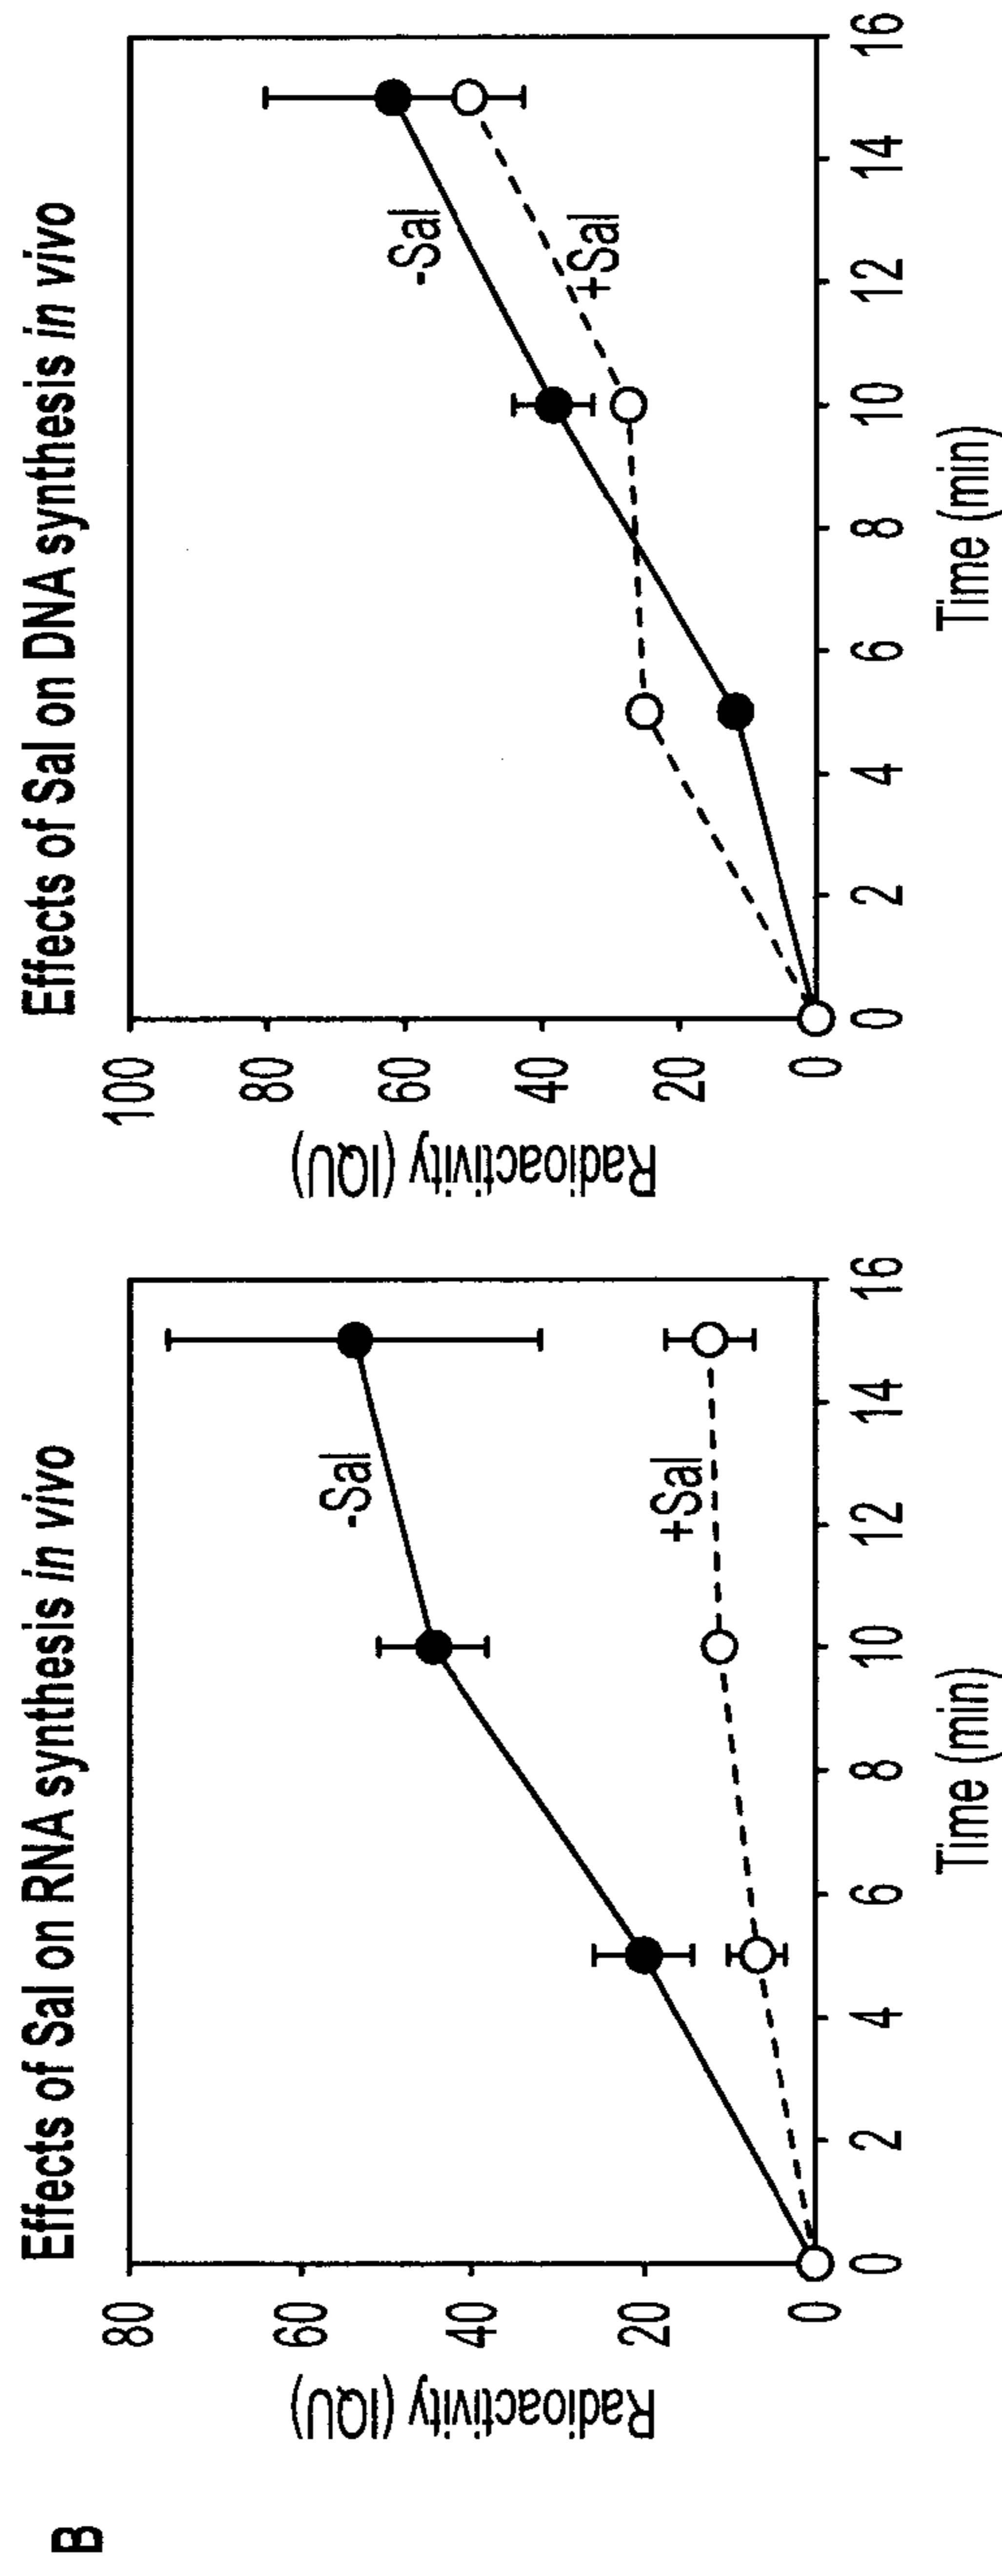 B
Effects of Sal on RNA synthesis in vivo
Radioactivity (IQU)
80
60
40
20
00
-Sal
+Sal
0 2 4 6 8 10 12 14 16
Time (min)
Effects of Sal on DNA synthesis in vivo
Radioactivity (IQU)
100
80
60
40
20
0
-Sal
+Sal
0 2 4 6 8 10 12 14 16
Time (min)